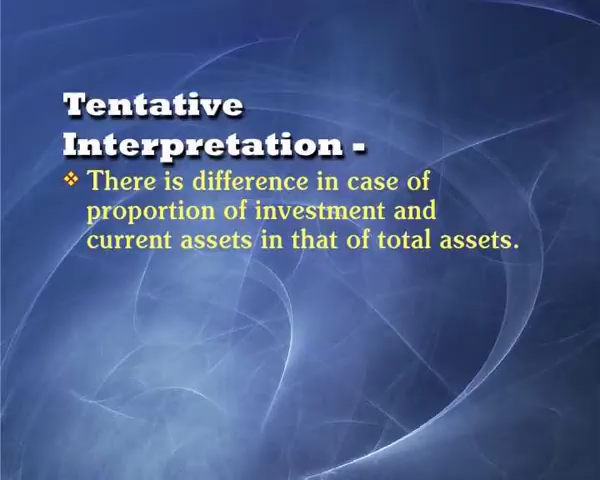 Tentative
Interpretation -
There is difference in case of
proportion of investment and
current assets in that of total assets.